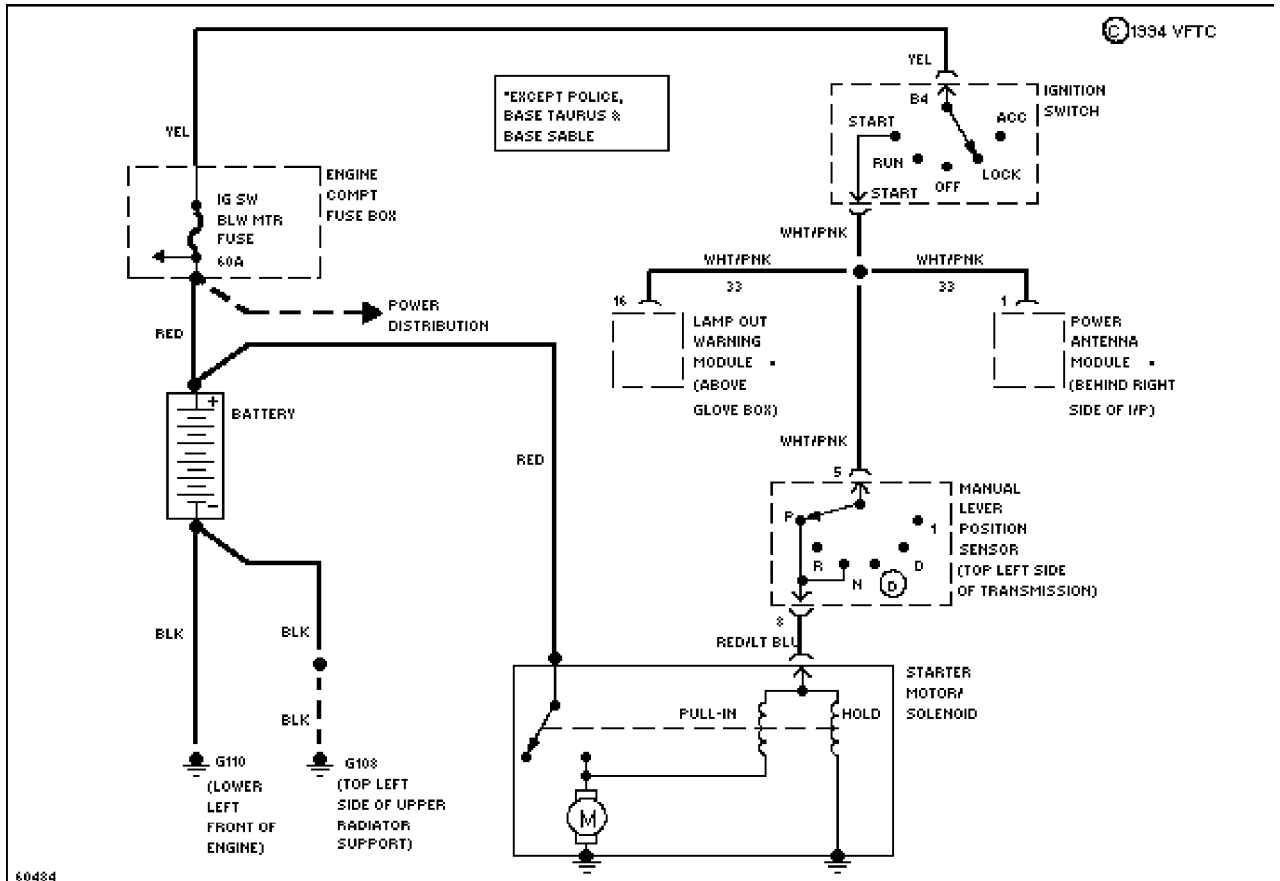 © 1994 VFTC
YEL
B4
IGNITION
SWITCH
"EXCEPT POLICE,
BASE TAURUS &
BASE SABLE
START
ACC
RUN
OFF
LOCK
START
YEL
ENGINE
COMPT
FUSE BOX
IG SW
BLW MTR
FUSE
60A
WHT/PNK
WHT/PNK
33
WHT/PNK
33
POWER
DISTRIBUTION
RED
16
LAMP OUT
WARNING
MODULE •
(ABOVE
GLOVE BOX)
1
POWER
ANTENNA
MODULE •
(BEHIND RIGHT
SIDE OF I/P)
+
BATTERY
-
WHT/PNK
RED
5
MANUAL
LEVER
POSITION
SENSOR
(TOP LEFT SIDE
OF TRANSMISSION)
P
R
N
D
D
1
8
RED/LT BLU
BLK
BLK
STARTER
MOTOR/
SOLENOID
PULL-IN
HOLD
BLK
M
G110
(LOWER
LEFT
FRONT OF
ENGINE)
G108
(TOP LEFT
SIDE OF UPPER
RADIATOR
SUPPORT)
60484